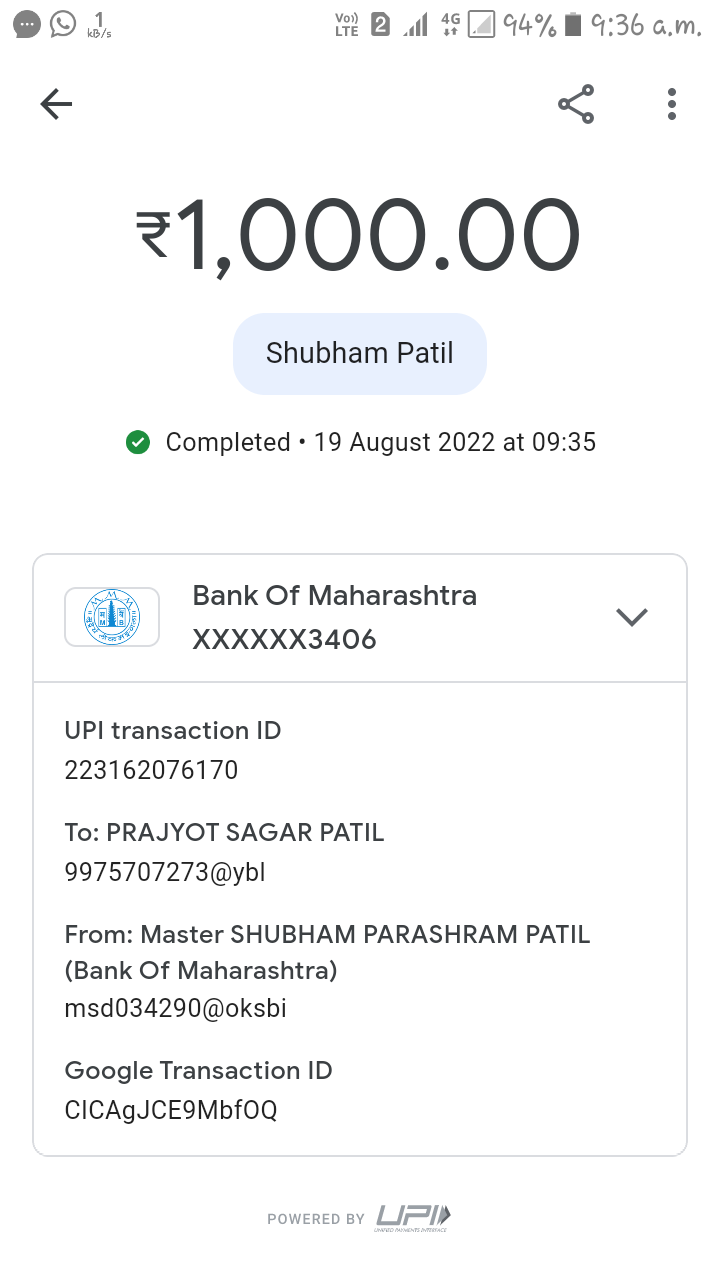 1
kB/s
Vo))
LTE
2
4G
94%
9:36 a.m.
₹1,000.00
Shubham Patil
Completed • 19 August 2022 at 09:35
Bank Of Maharashtra
XXXXXX3406
UPI transaction ID
223162076170
To: PRAJYOT SAGAR PATIL
9975707273@ybl
From: Master SHUBHAM PARASHRAM PATIL
(Bank Of Maharashtra)
msd034290@oksbi
Google Transaction ID
CICAgJCE9MbfOQ
POWERED BY UPI
UNIFIED PAYMENTS INTERFACE